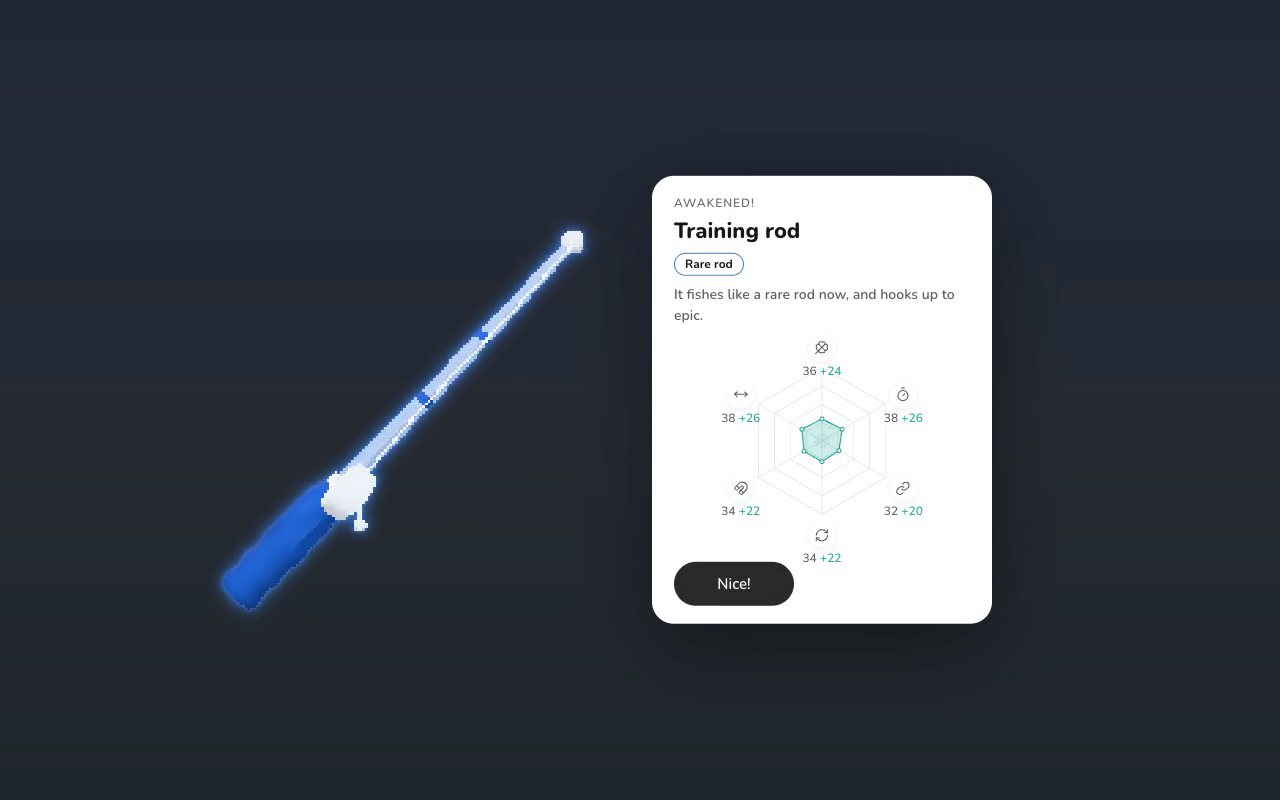 AWAKENED!
Training rod
Rare rod
It fishes like a rare rod now, and hooks up to
epic.
36 +24
38 +26
38 +26
34 +22
32 +20
34 +22
Nice!